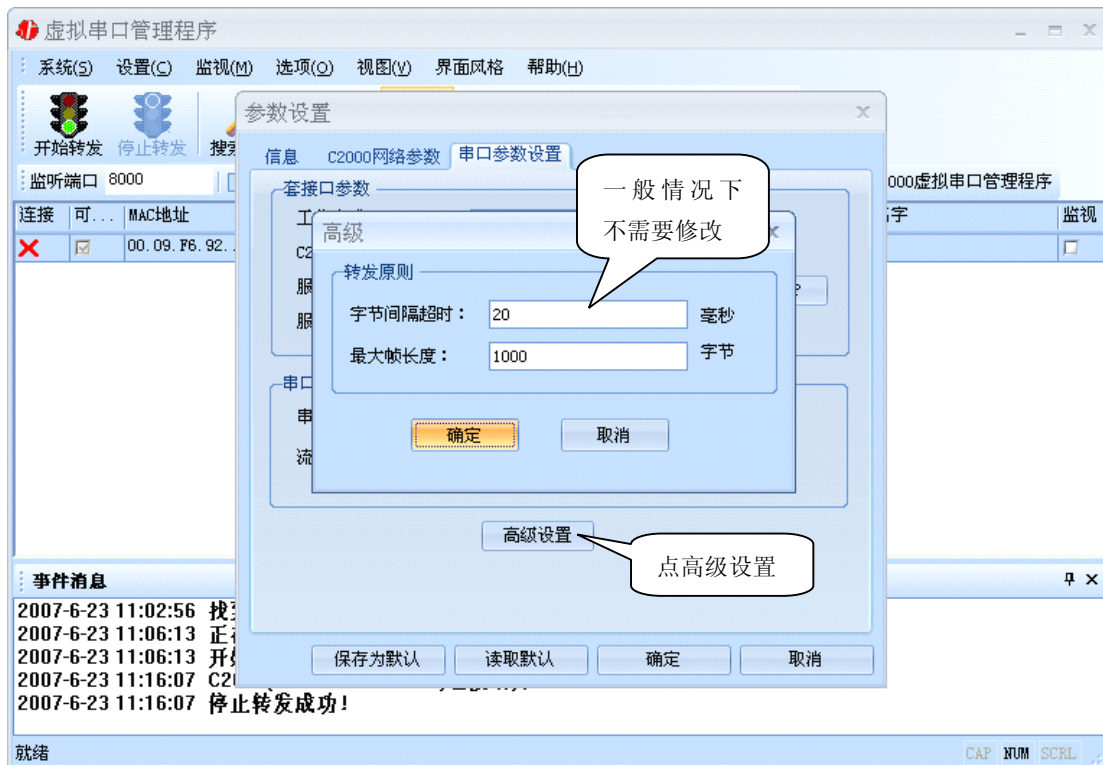 虚拟串口管理程序
系统(S) 设置(C) 监视(M) 选项(O) 视图(V) 界面风格 帮助(H)
开始转发 停止转发
监听端口 8000 000虚拟串口管理程序
连接 可... MAC地址 字 监视
00.09.F6.92.
参数设置
信息 C2000网络参数 串口参数设置
套接口参数
一般情况下
不需要修改
高级
转发原则
字节间隔超时： 20 毫秒
最大帧长度： 1000 字节
确定 取消
高级设置
点高级设置
保存为默认 读取默认 确定 取消
事件消息
2007-6-23 11:02:56
2007-6-23 11:06:13
2007-6-23 11:06:13
2007-6-23 11:16:07
2007-6-23 11:16:07 停止转发成功！
就绪 CAP NUM SCRL